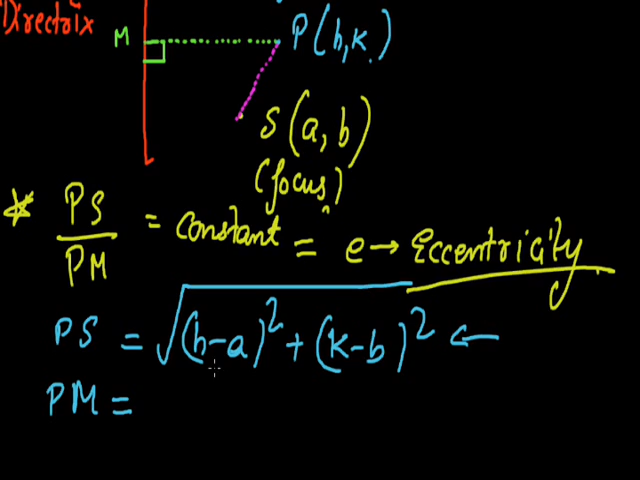 Directrix
M P(h,k)
S(a,b)
(focus)
* PS/PM = constant = e → Eccentricity
PS = √(h-a)² + (k-b)² ←
PM =